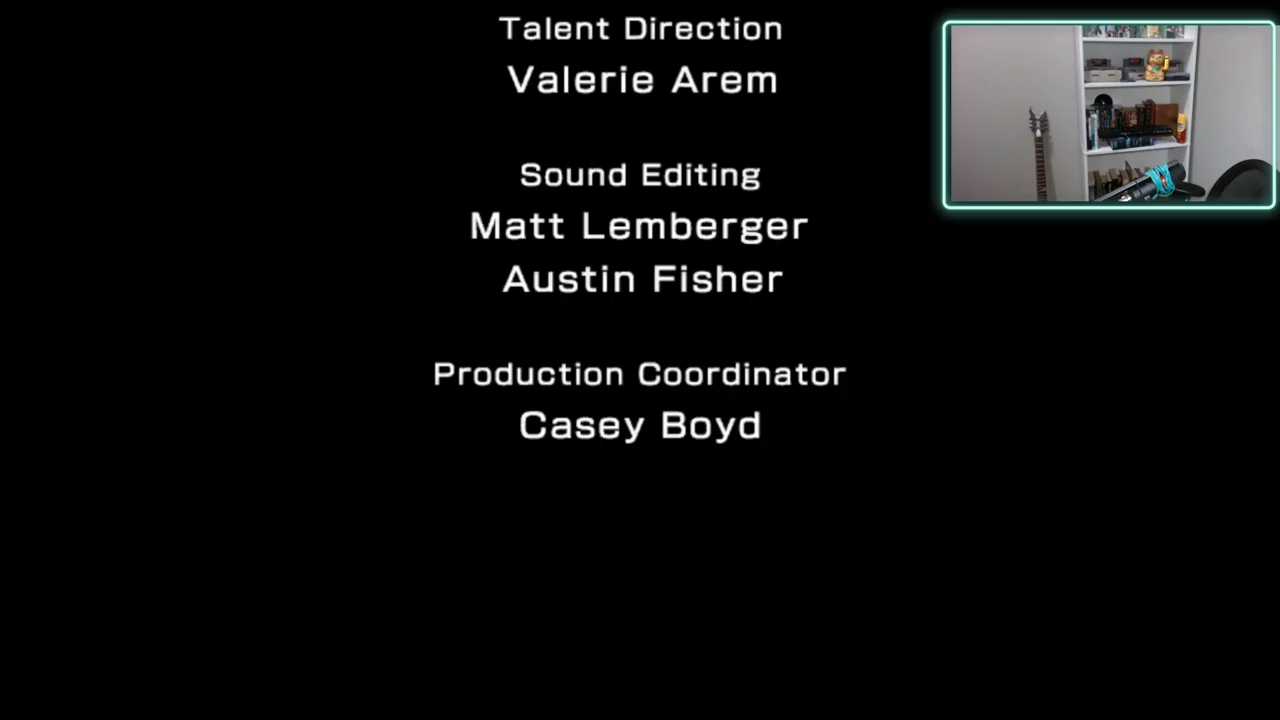 Talent Direction
Valerie Arem
Sound Editing
Matt Lemberger
Austin Fisher
Production Coordinator
Casey Boyd